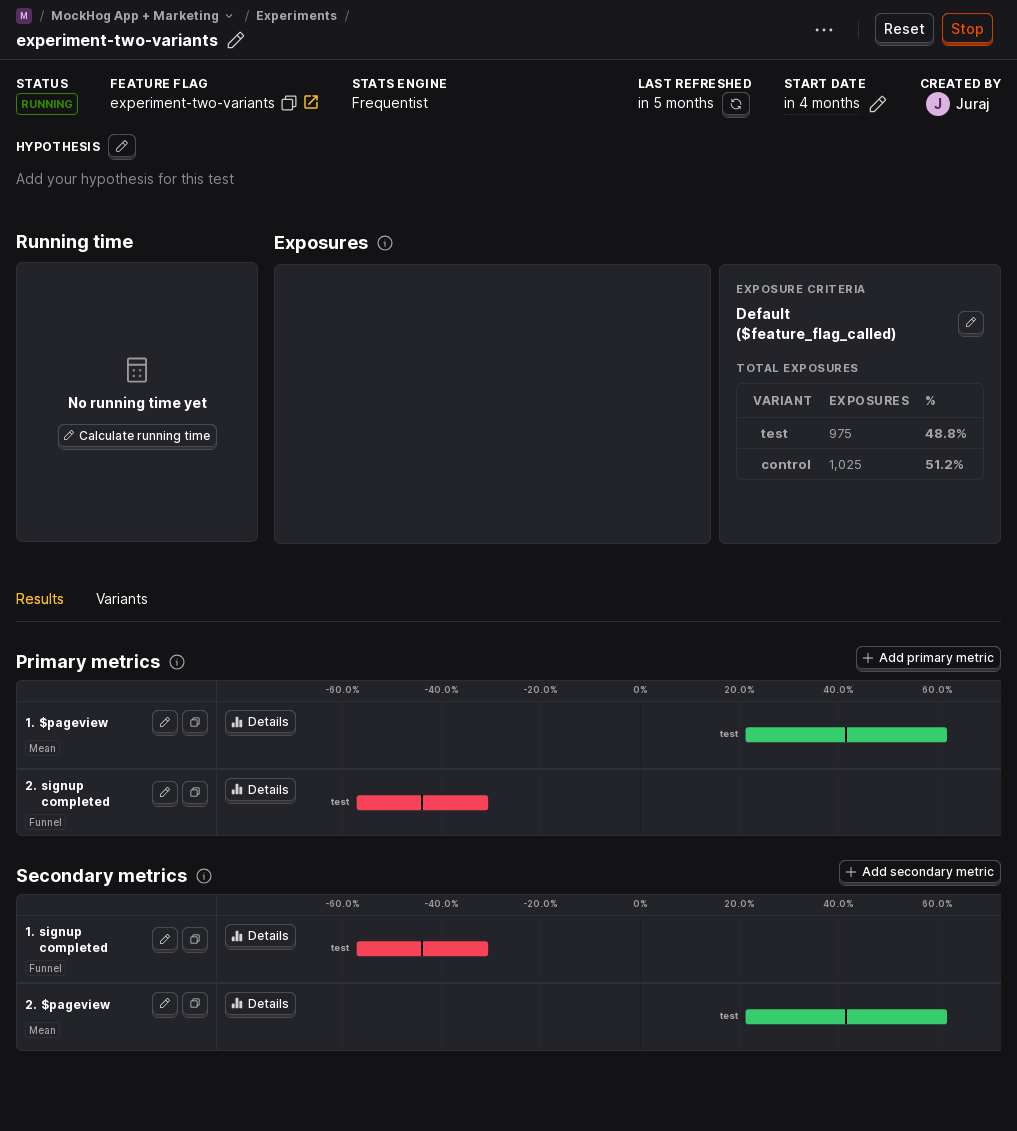 M / MockHog App + Marketing / Experiments /
experiment-two-variants
Reset
Stop
STATUS
RUNNING
FEATURE FLAG
experiment-two-variants
STATS ENGINE
Frequentist
LAST REFRESHED
in 5 months
START DATE
in 4 months
CREATED BY
J Juraj
HYPOTHESIS
Add your hypothesis for this test
Running time
No running time yet
Calculate running time
Exposures
EXPOSURE CRITERIA
Default
($feature_flag_called)
TOTAL EXPOSURES
VARIANT EXPOSURES %
test 975 48.8%
control 1,025 51.2%
Results Variants
Primary metrics
Add primary metric
-60.0% -40.0% -20.0% 0% 20.0% 40.0% 60.0%
1. $pageview
Mean
Details
test
2. signup
completed
Funnel
Details
test
Secondary metrics
Add secondary metric
-60.0% -40.0% -20.0% 0% 20.0% 40.0% 60.0%
1. signup
completed
Funnel
Details
test
2. $pageview
Mean
Details
test